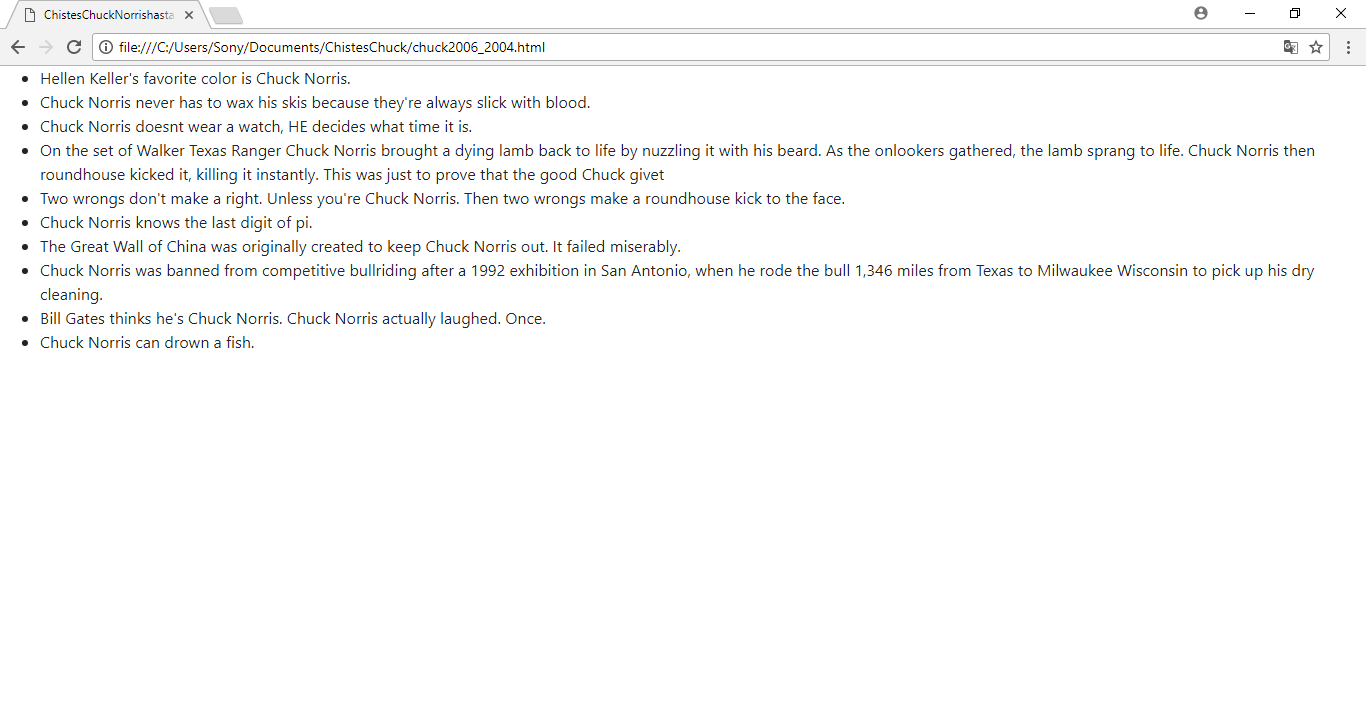 ChistesChuckNorrishasta
file:///C:/Users/Sony/Documents/ChistesChuck/chuck2006_2004.html
Hellen Keller's favorite color is Chuck Norris.
Chuck Norris never has to wax his skis because they're always slick with blood.
Chuck Norris doesnt wear a watch, HE decides what time it is.
On the set of Walker Texas Ranger Chuck Norris brought a dying lamb back to life by nuzzling it with his beard. As the onlookers gathered, the lamb sprang to life. Chuck Norris then
roundhouse kicked it, killing it instantly. This was just to prove that the good Chuck givet
Two wrongs don't make a right. Unless you're Chuck Norris. Then two wrongs make a roundhouse kick to the face.
Chuck Norris knows the last digit of pi.
The Great Wall of China was originally created to keep Chuck Norris out. It failed miserably.
Chuck Norris was banned from competitive bullriding after a 1992 exhibition in San Antonio, when he rode the bull 1,346 miles from Texas to Milwaukee Wisconsin to pick up his dry
cleaning.
Bill Gates thinks he's Chuck Norris. Chuck Norris actually laughed. Once.
Chuck Norris can drown a fish.